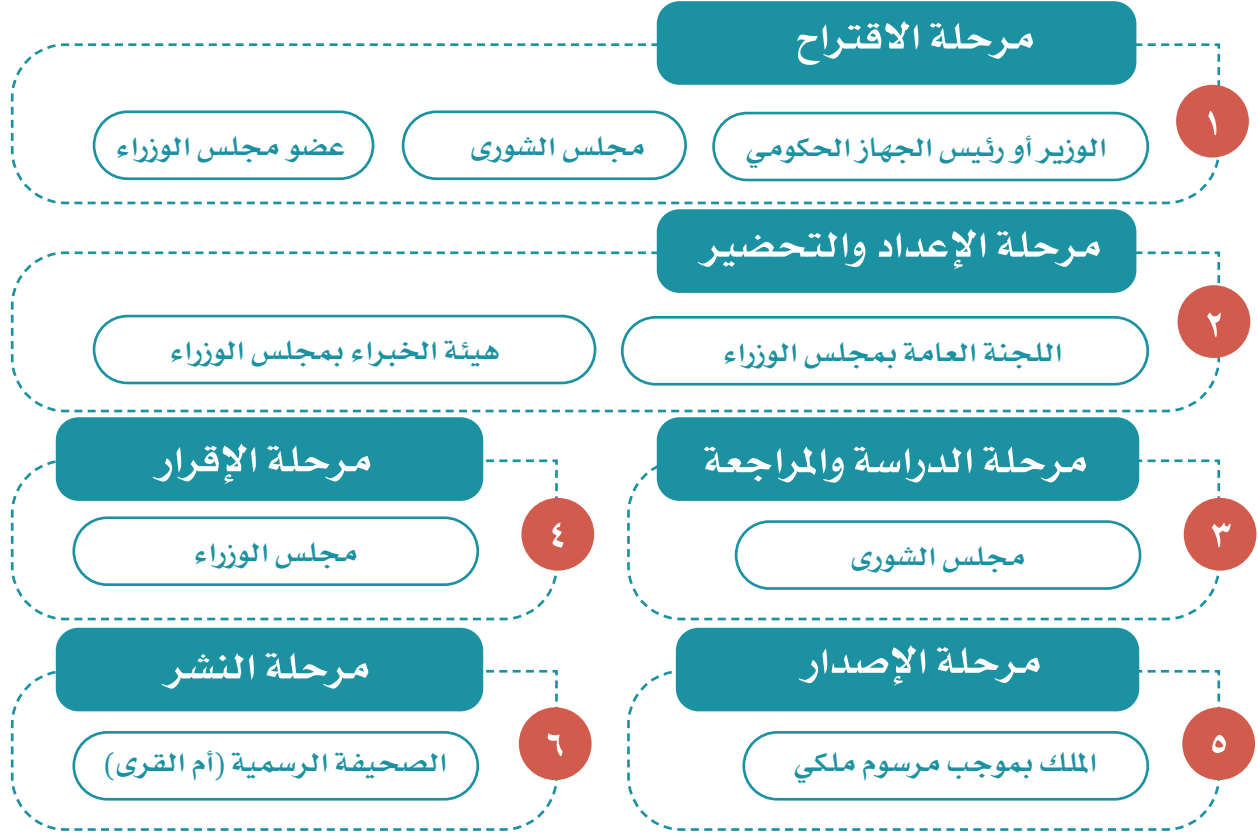 مرحلة الاقتراح
١
الوزير أو رئيس الجهاز الحكومي
مجلس الشورى
عضو مجلس الوزراء
مرحلة الإعداد والتحضير
٢
اللجنة العامة بمجلس الوزراء
هيئة الخبراء بمجلس الوزراء
مرحلة الدراسة والمراجعة
٣
مجلس الشورى
مرحلة الإقرار
٤
مجلس الوزراء
مرحلة الإصدار
٥
الملك بموجب مرسوم ملكي
مرحلة النشر
٦
الصحيفة الرسمية (أم القرى)